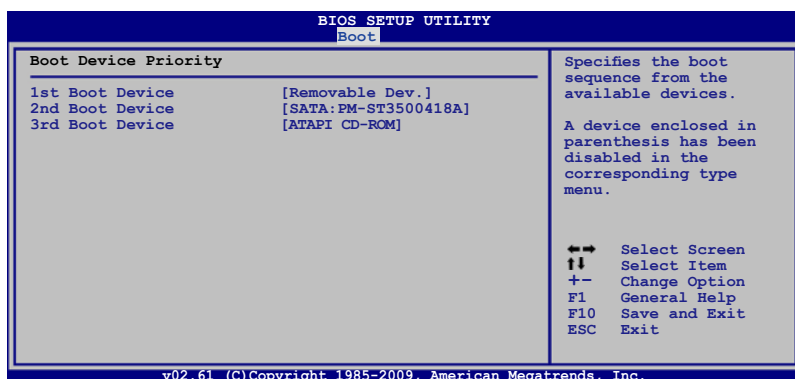 BIOS SETUP UTILITY
Boot
Boot Device Priority
1st Boot Device [Removable Dev.]
2nd Boot Device [SATA:PM-ST3500418A]
3rd Boot Device [ATAPI CD-ROM]
Specifies the boot
sequence from the
available devices.
A device enclosed in
parenthesis has been
disabled in the
corresponding type
menu.
←→ Select Screen
↑↓ Select Item
+- Change Option
F1 General Help
F10 Save and Exit
ESC Exit
v02.61 (C)Copyright 1985-2009, American Megatrends, Inc.